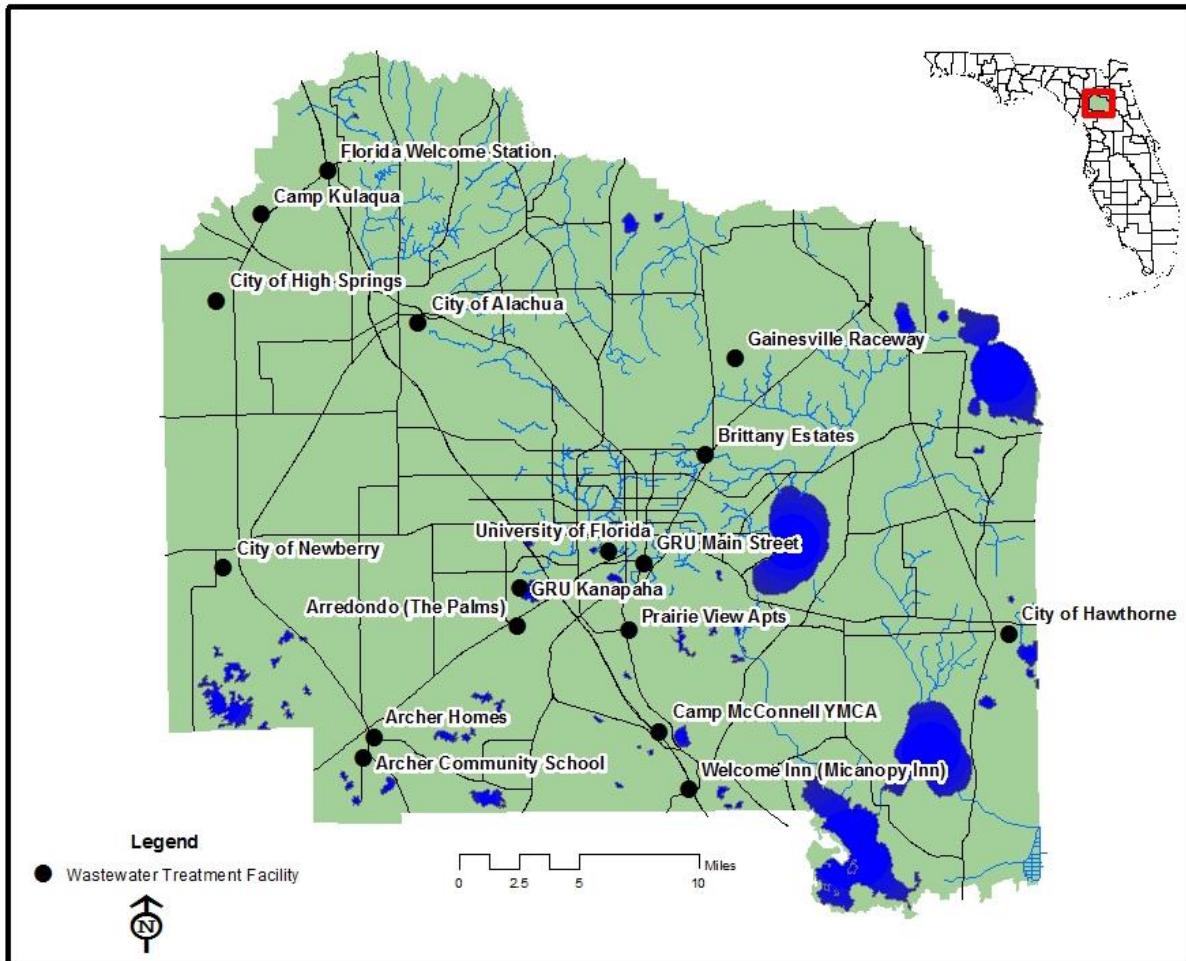 Florida Welcome Station
Camp Kulaqua
City of High Springs
City of Alachua
Gainesville Raceway
Brittany Estates
University of Florida
GRU Main Street
City of Newberry
GRU Kanapaha
Arredondo (The Palms)
Prairie View Apts
City of Hawthorne
Archer Homes
Camp McConnell YMCA
Archer Community School
Welcome Inn (Micanopy Inn)
Legend
Wastewater Treatment Facility
N
Miles
0 2.5 5 10